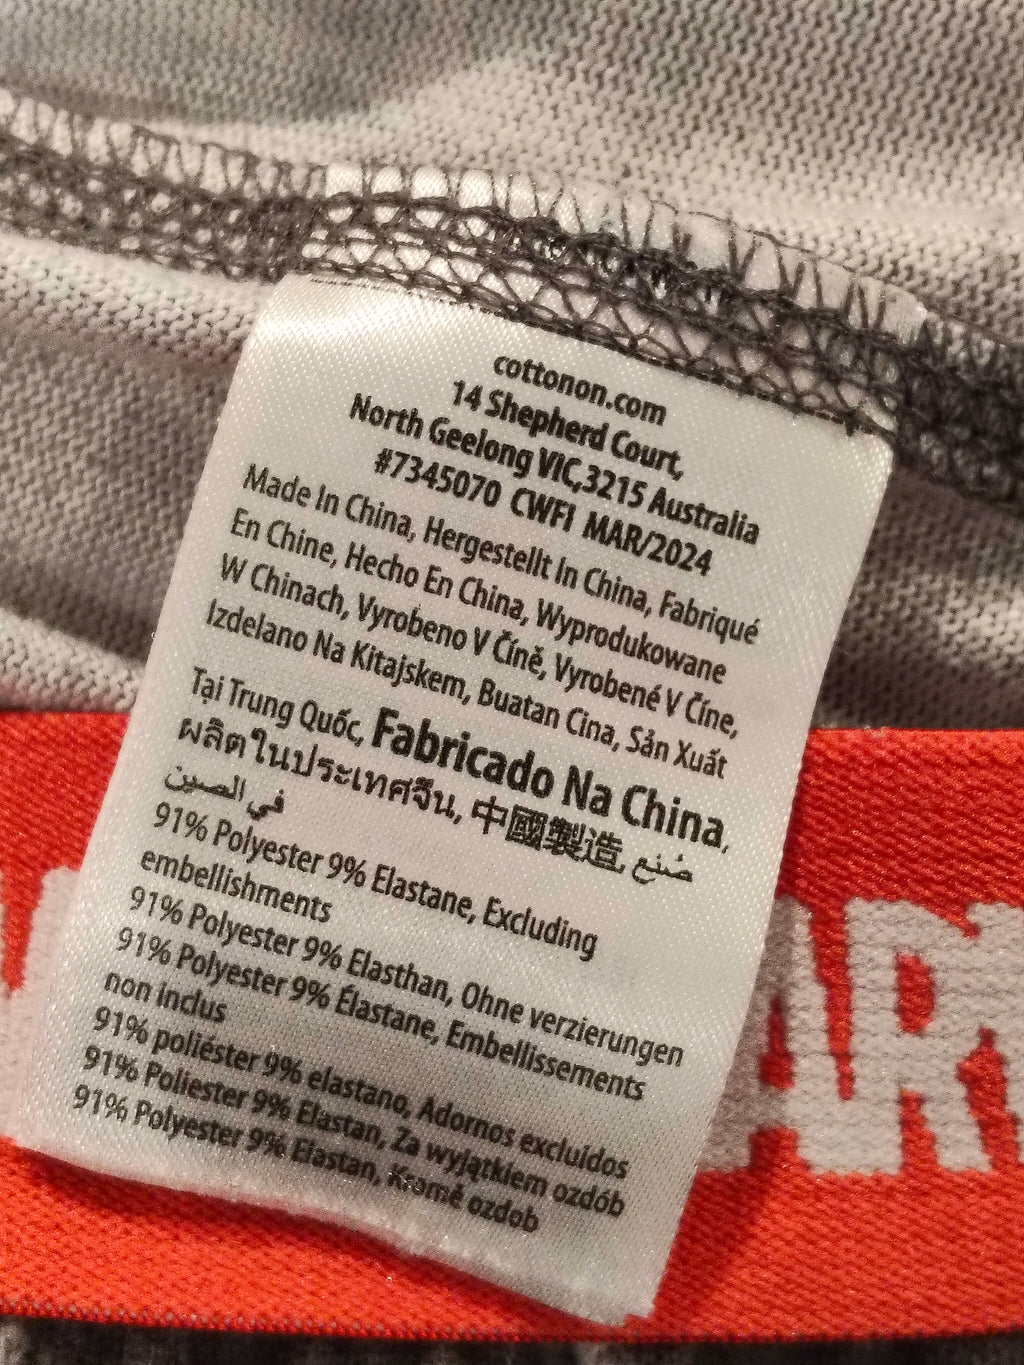 cottonon.com
14 Shepherd Court,
North Geelong VIC,3215 Australia
#7345070 CWFI MAR/2024
Made In China, Hergestellt In China, Fabriqué
En Chine, Hecho En China, Wyprodukowane
W Chinach, Vyrobeno V Číně, Vyrobené V Číne,
Izdelano Na Kitajskem, Buatan Cina, Sản Xuất
Tại Trung Quốc, Fabricado Na China,
ผลิตในประเทศจีน, 中國製造, صُنع
في الصين
91% Polyester 9% Elastane, Excluding
embellishments
91% Polyester 9% Elasthan, Ohne verzierungen
91% Polyester 9% Élastane, Embellissements
non inclus
91% poliéster 9% elastano, Adornos excluidos
91% Poliester 9% Elastan, Za wyjątkiem ozdób
91% Polyester 9% Elastan, Kromě ozdob